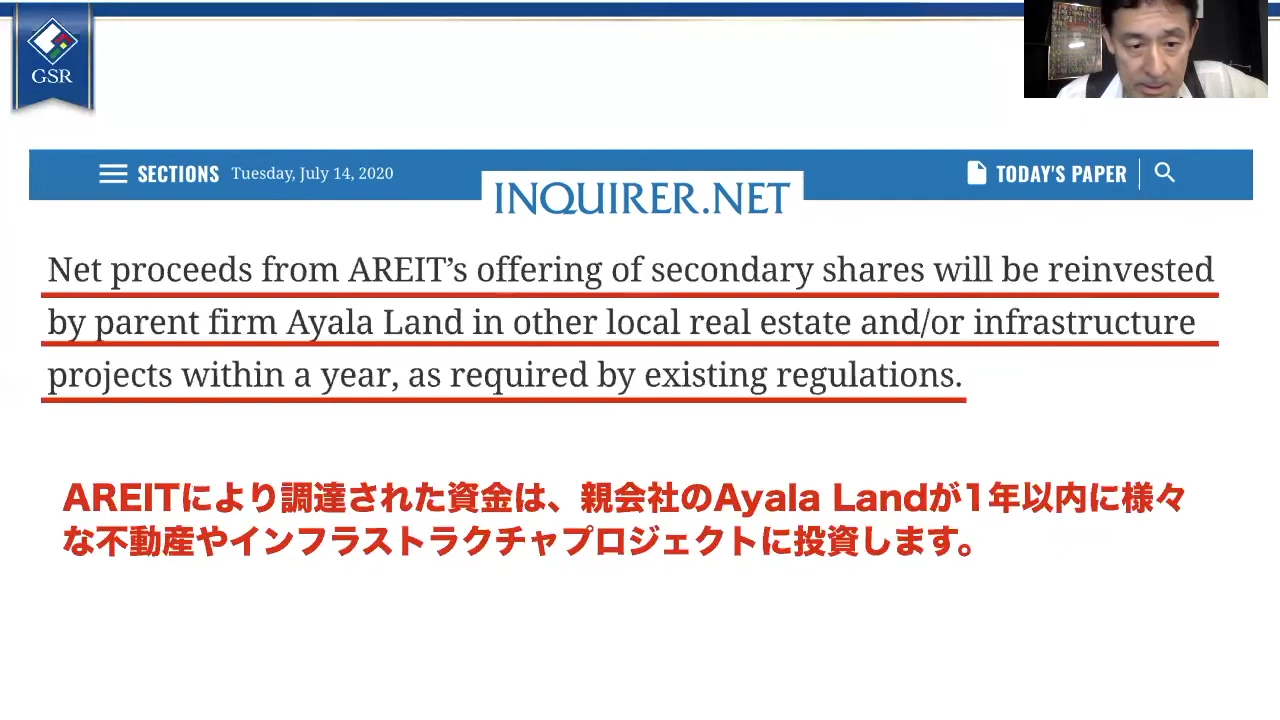 GSR
SECTIONS Tuesday, July 14, 2020
INQUIRER.NET
TODAY'S PAPER
Net proceeds from AREIT’s offering of secondary shares will be reinvested
by parent firm Ayala Land in other local real estate and/or infrastructure
projects within a year, as required by existing regulations.
AREITにより調達された資金は、親会社のAyala Landが1年以内に様々
な不動産やインフラストラクチャプロジェクトに投資します。